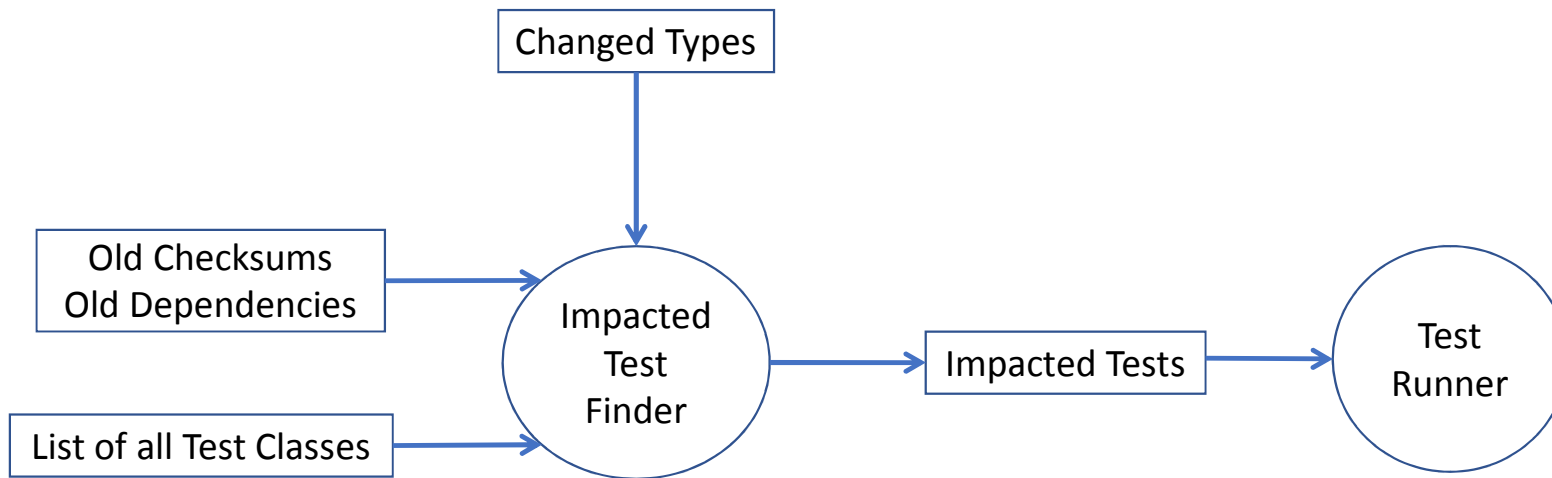 Changed Types
Old Checksums
Old Dependencies
Impacted
Test
Finder
List of all Test Classes
Impacted Tests
Test
Runner